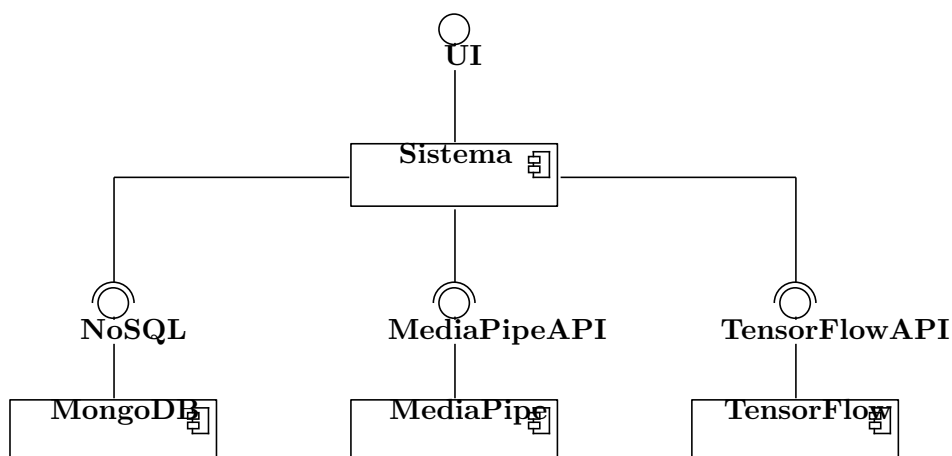 UI
Sistema
NoSQL
MediaPipeAPI
TensorFlowAPI
MongoDB
MediaPipe
TensorFlow